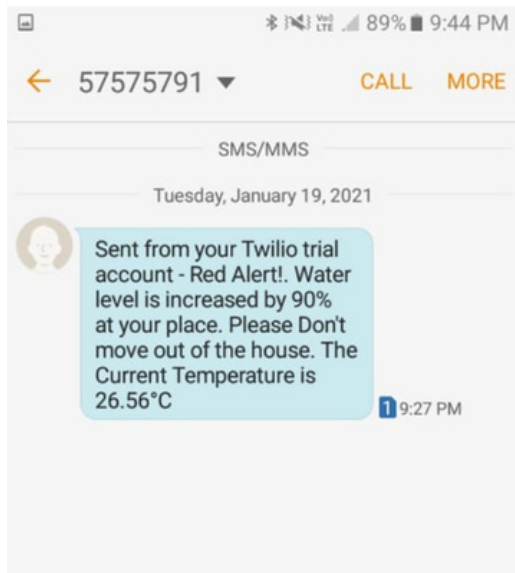 VoJ LTE 89% 9:44 PM
57575791 CALL MORE
SMS/MMS
Tuesday, January 19, 2021
Sent from your Twilio trial
account - Red Alert!. Water
level is increased by 90%
at your place. Please Don't
move out of the house. The
Current Temperature is
26.56°C
1 9:27 PM